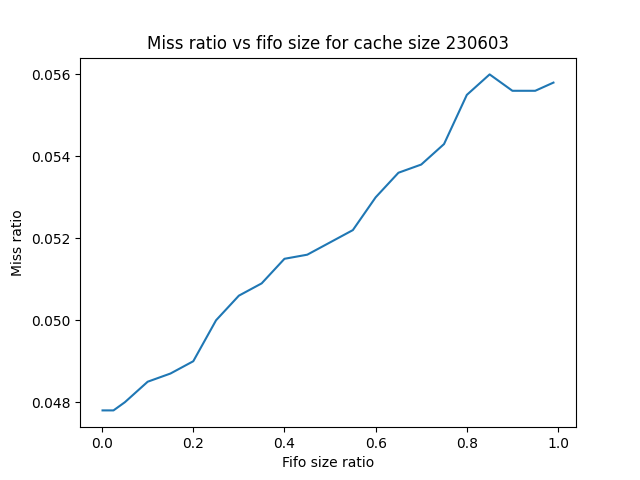 Miss ratio vs fifo size for cache size 230603
0.056
0.054
0.052
0.050
0.048
Miss ratio
0.0 0.2 0.4 0.6 0.8 1.0
Fifo size ratio